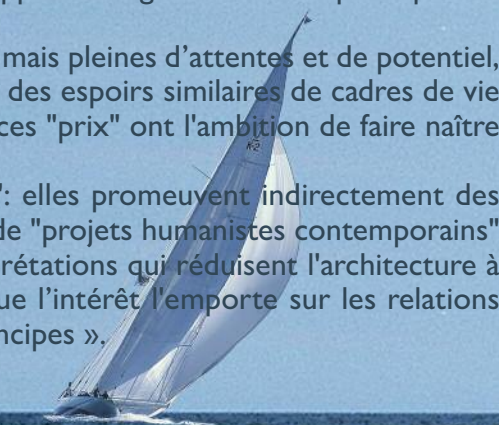 mais pleines d’attentes et de potentiel,
des espoirs similaires de cadres de vie
ces "prix" ont l'ambition de faire naître
: elles promeuvent indirectement des
de "projets humanistes contemporains"
rétations qui réduisent l'architecture à
ue l’intérêt l'emporte sur les relations
ncipes ».